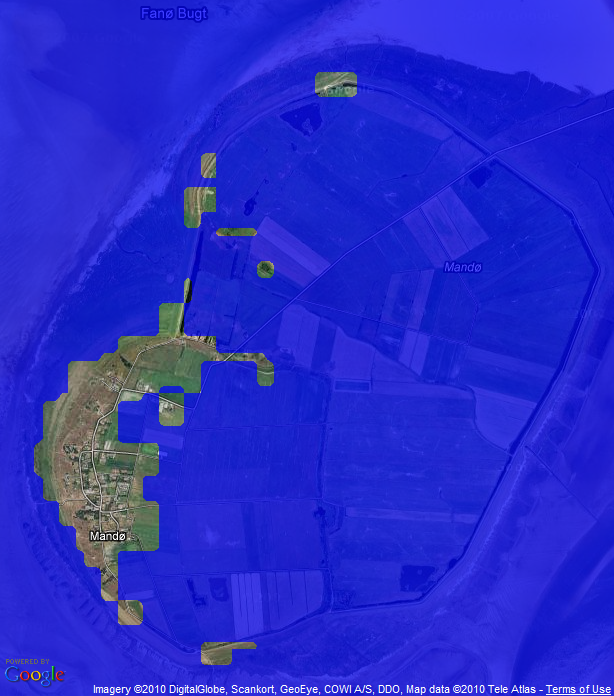 Fanø Bugt
Mandø
Mandø
POWERED BY
Google
Imagery ©2010 DigitalGlobe, Scankort, GeoEye, COWI A/S, DDO, Map data ©2010 Tele Atlas - Terms of Use